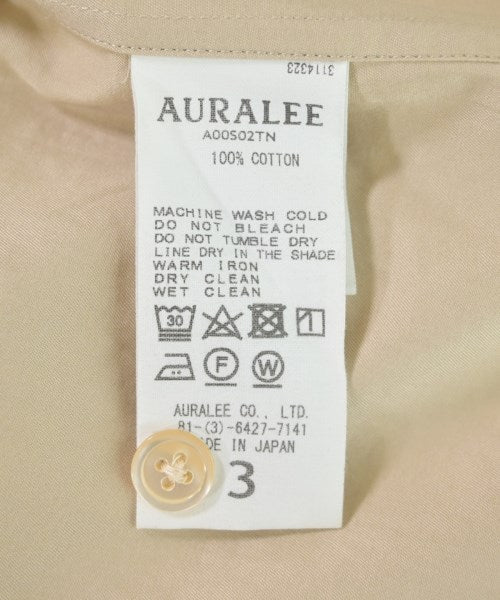 3114323
AURALEE
A00S02TN
100% COTTON
MACHINE WASH COLD
DO NOT BLEACH
DO NOT TUMBLE DRY
LINE DRY IN THE SHADE
WARM IRON
DRY CLEAN
WET CLEAN
30
F W
AURALEE CO., LTD.
81-(3)-6427-7141
MADE IN JAPAN
3